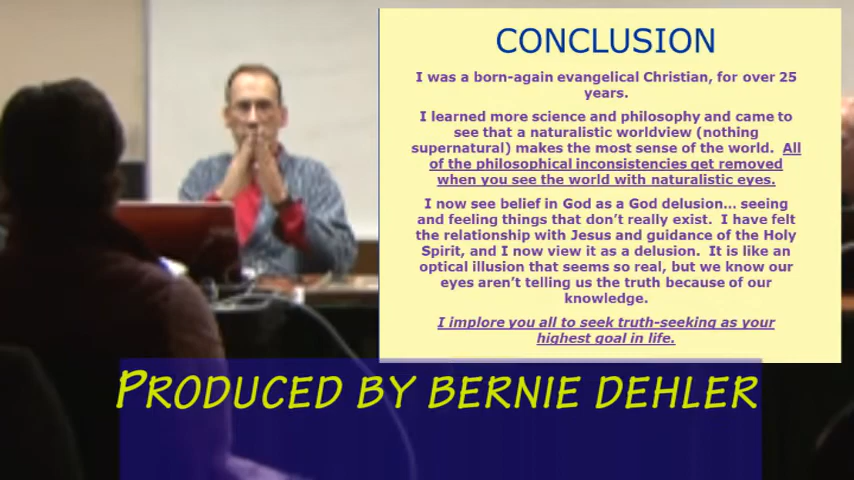 CONCLUSION
I was a born-again evangelical Christian, for over 25
years.
I learned more science and philosophy and came to
see that a naturalistic worldview (nothing
supernatural) makes the most sense of the world.  All
of the philosophical inconsistencies get removed
when you see the world with naturalistic eyes.
I now see belief in God as a God delusion... seeing
and feeling things that don't really exist.  I have felt
the relationship with Jesus and guidance of the Holy
Spirit, and I now view it as a delusion.  It is like an
optical illusion that seems so real, but we know our
eyes aren't telling us the truth because of our
knowledge.
I implore you all to seek truth-seeking as your
highest goal in life.
PRODUCED BY BERNIE DEHLER